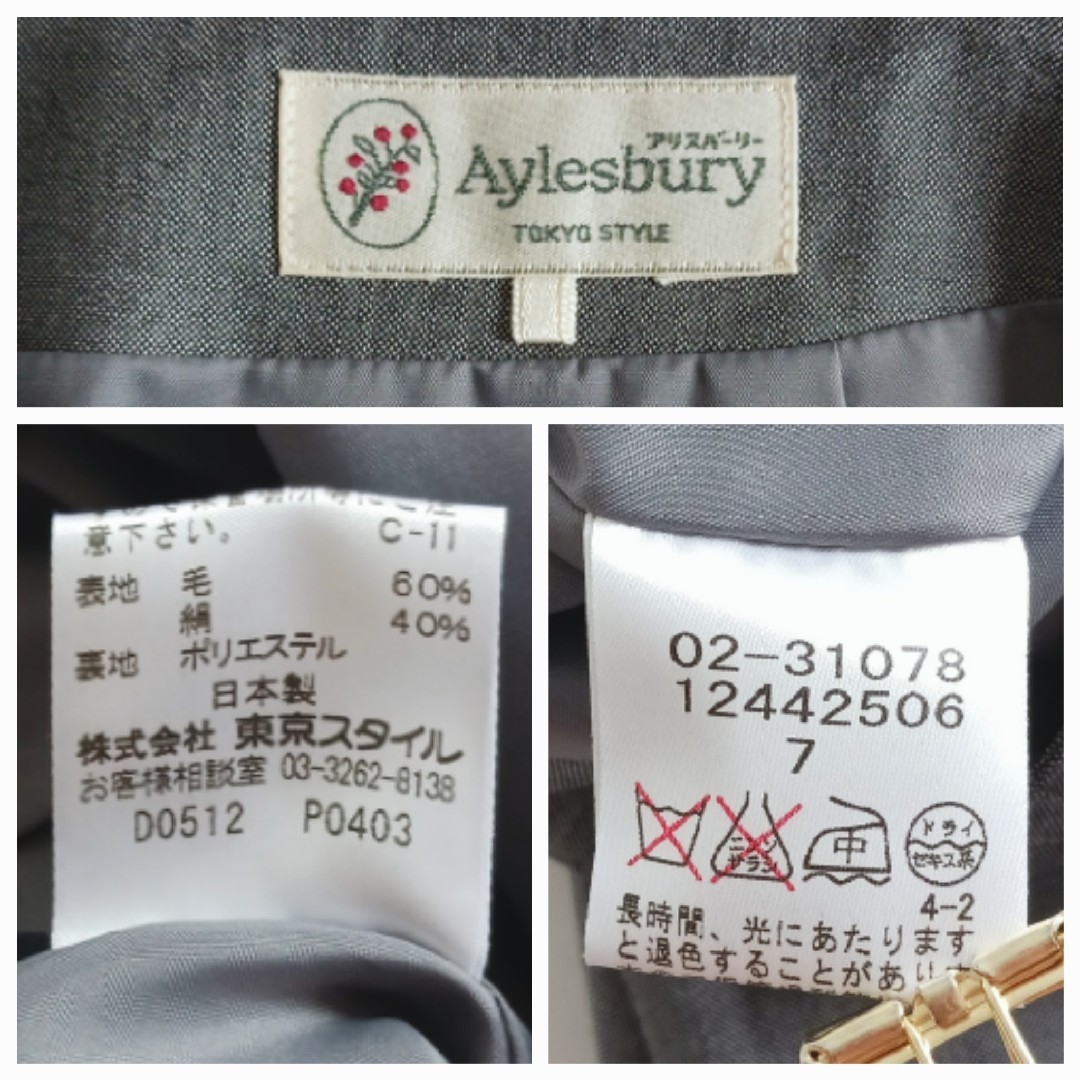 アリスバーリー
Aylesbury
TOKYO STYLE
意下さい。 C-11
表地 毛 60%
絹 40%
裏地 ポリエステル
日本製
株式会社 東京スタイル
お客様相談室 03-3262-8138
D0512 P0403
02-31078
12442506
7
中
ドライ
セキユ系
4-2
長時間、光にあたります
と退色することがあり